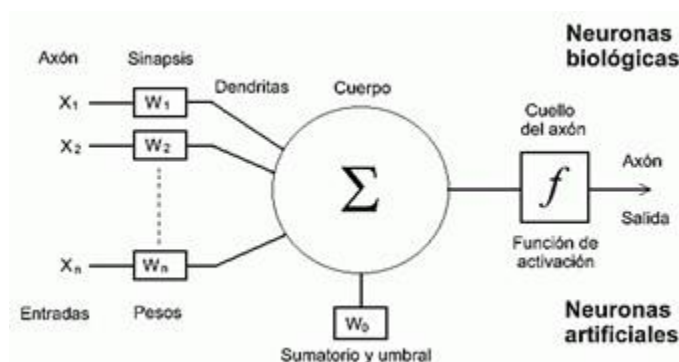 Neuronas
biológicas
Axón
Sinapsis
Dendritas
Cuerpo
Cuello
del axón
X₁
W₁
X₂
W₂
Xₙ
Wₙ
Σ
f
Axón
Salida
Función de
activación
Entradas
Pesos
W₀
Sumatorio y umbral
Neuronas
artificiales